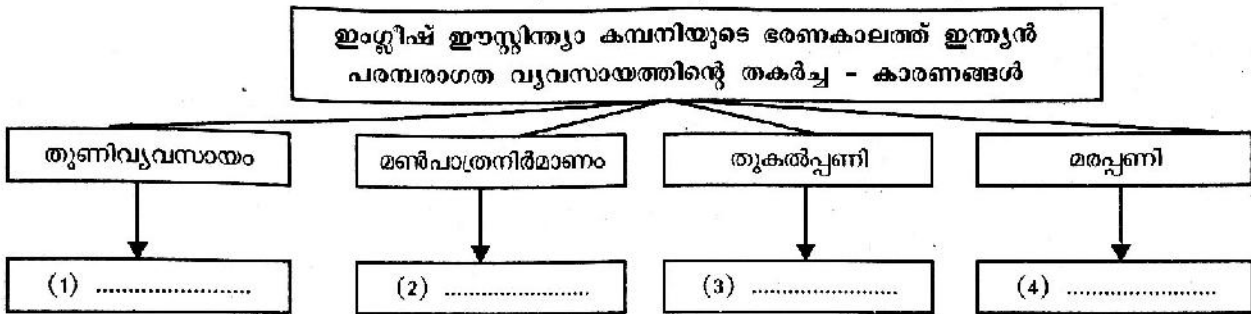 ഇംഗ്ലീഷ് ഈസ്റ്റിന്ത്യാ കമ്പനിയുടെ ഭരണകാലത്ത് ഇന്ത്യൻ
പരമ്പരാഗത വ്യവസായത്തിന്റെ തകർച്ച - കാരണങ്ങൾ
തുണിവ്യവസായം
മൺപാത്രനിർമാണം
തുകൽപ്പണി
മരപ്പണി
(1) ........................
(2) ......................
(3) ......................
(4) ......................